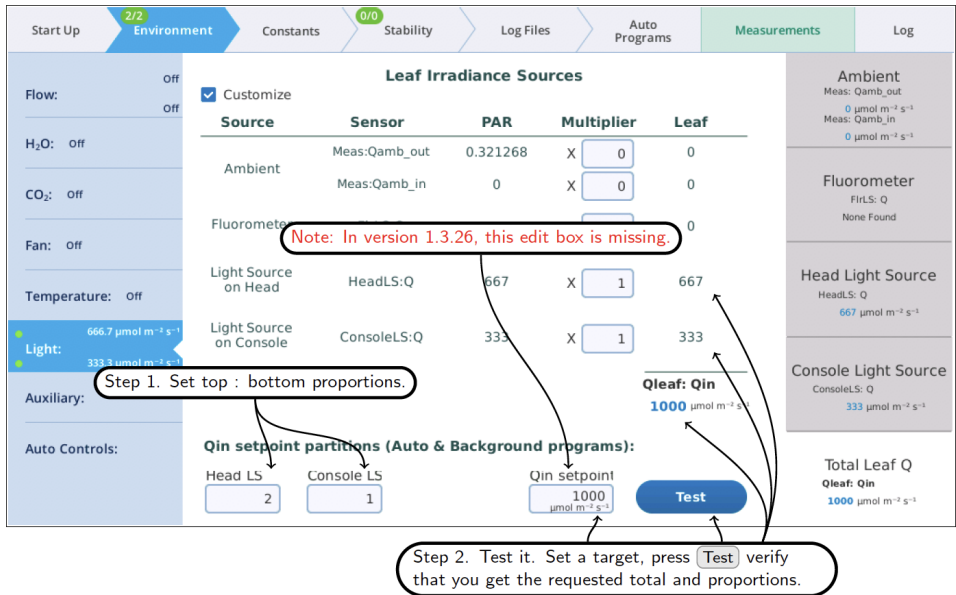 2/2
0/0
Start Up
Environment
Constants
Stability
Log Files
Auto
Programs
Measurements
Log
Flow:
Off
Off
H₂O: Off
CO₂: Off
Fan: Off
Temperature: Off
Light:
666.7 μmol m⁻² s⁻¹
333.3 μmol m⁻² s⁻¹
Auxiliary:
Auto Controls:
Leaf Irradiance Sources
Customize
Source Sensor PAR Multiplier Leaf
Ambient
Meas:Qamb_out 0.321268 X 0 0
Meas:Qamb_in 0 X 0 0
Fluorometer 0
Note: In version 1.3.26, this edit box is missing.
Light Source
on Head
HeadLS:Q 667 X 1 667
Light Source
on Console
ConsoleLS:Q 333 X 1 333
Step 1. Set top : bottom proportions.
Qleaf: Qin
1000 μmol m⁻² s⁻¹
Qin setpoint partitions (Auto & Background programs):
Head LS Console LS Qin setpoint
2 1 1000
μmol m⁻² s⁻¹
Test
Step 2. Test it. Set a target, press Test verify
that you get the requested total and proportions.
Ambient
Meas: Qamb_out
0 μmol m⁻² s⁻¹
Meas: Qamb_in
0 μmol m⁻² s⁻¹
Fluorometer
FlrLS: Q
None Found
Head Light Source
HeadLS: Q
667 μmol m⁻² s⁻¹
Console Light Source
ConsoleLS: Q
333 μmol m⁻² s⁻¹
Total Leaf Q
Qleaf: Qin
1000 μmol m⁻² s⁻¹